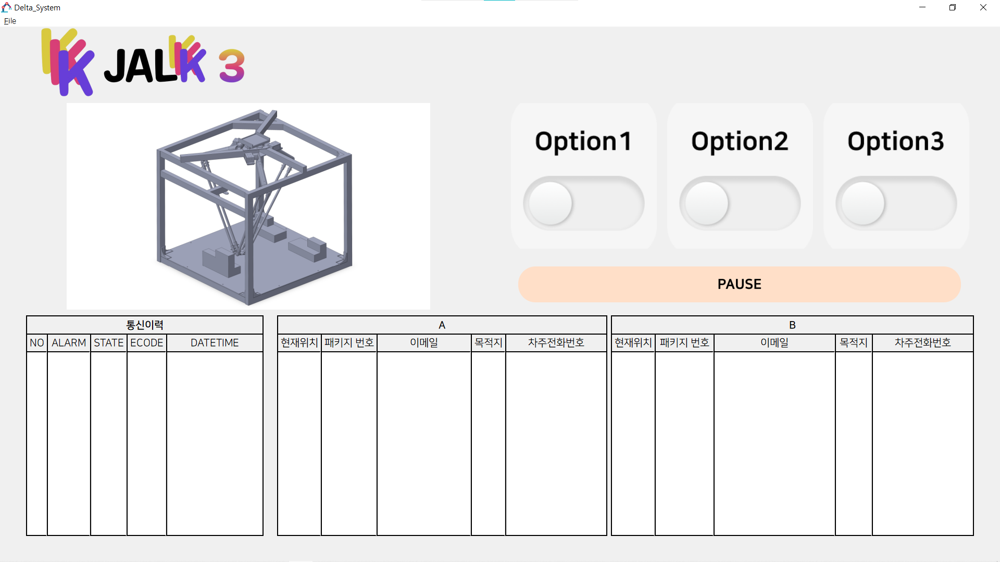 Delta_System
File
K JALK 3
Option1 Option2 Option3
PAUSE
통신이력
NO ALARM STATE ECODE DATETIME
A
현재위치 패키지 번호 이메일 목적지 차주전화번호
B
현재위치 패키지 번호 이메일 목적지 차주전화번호